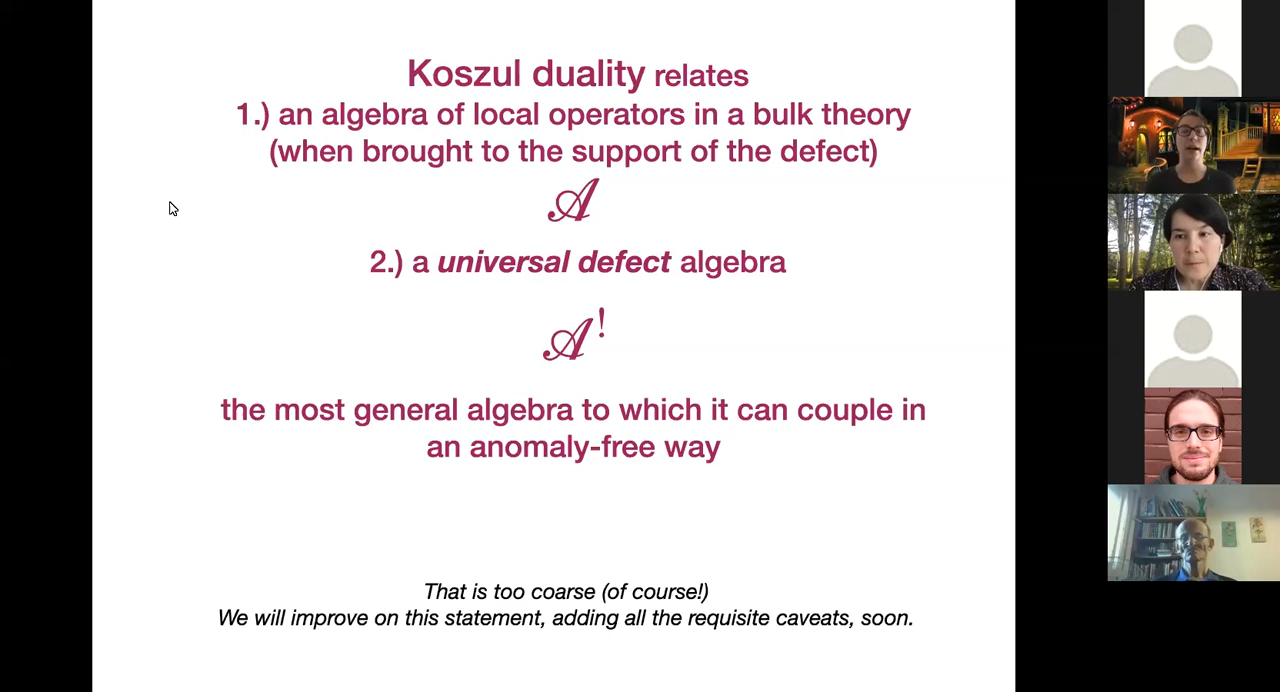 Koszul duality relates
1.) an algebra of local operators in a bulk theory
(when brought to the support of the defect)
𝒜
2.) a universal defect algebra
𝒜!
the most general algebra to which it can couple in
an anomaly-free way
That is too coarse (of course!)
We will improve on this statement, adding all the requisite caveats, soon.